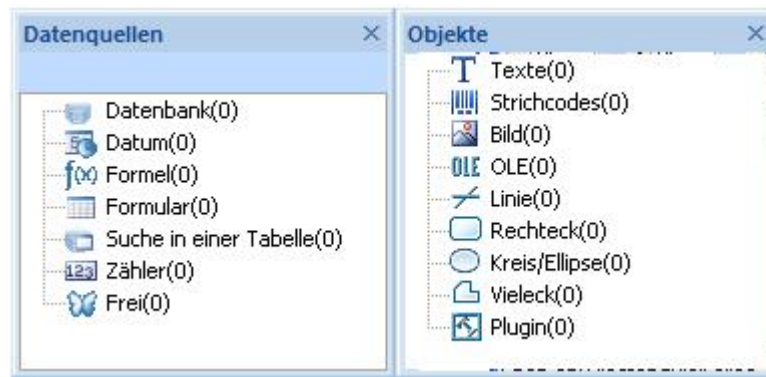 Datenquellen
Datenbank(0)
Datum(0)
f(x) Formel(0)
Formular(0)
Suche in einer Tabelle(0)
123 Zähler(0)
Frei(0)
Objekte
T Texte(0)
Strichcodes(0)
Bild(0)
OLE OLE(0)
Linie(0)
Rechteck(0)
Kreis/Ellipse(0)
Vieleck(0)
Plugin(0)